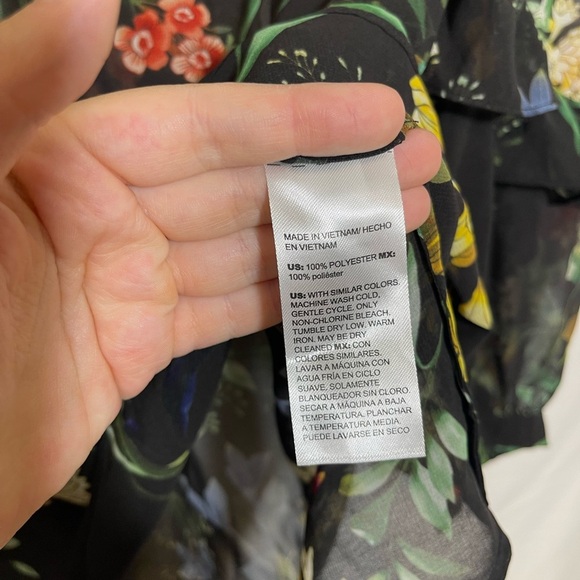 MADE IN VIETNAM/ HECHO
EN VIETNAM
US: 100% POLYESTER MX:
100% poliéster
US: WITH SIMILAR COLORS.
MACHINE WASH COLD,
GENTLE CYCLE. ONLY
NON-CHLORINE BLEACH.
TUMBLE DRY LOW. WARM
IRON. MAY BE DRY
CLEANED MX: CON
COLORES SIMILARES.
LAVAR A MÁQUINA CON
AGUA FRÍA EN CICLO
SUAVE. SOLAMENTE
BLANQUEADOR SIN CLORO.
SECAR A MÁQUINA A BAJA
TEMPERATURA. PLANCHAR
A TEMPERATURA MEDIA.
PUEDE LAVARSE EN SECO